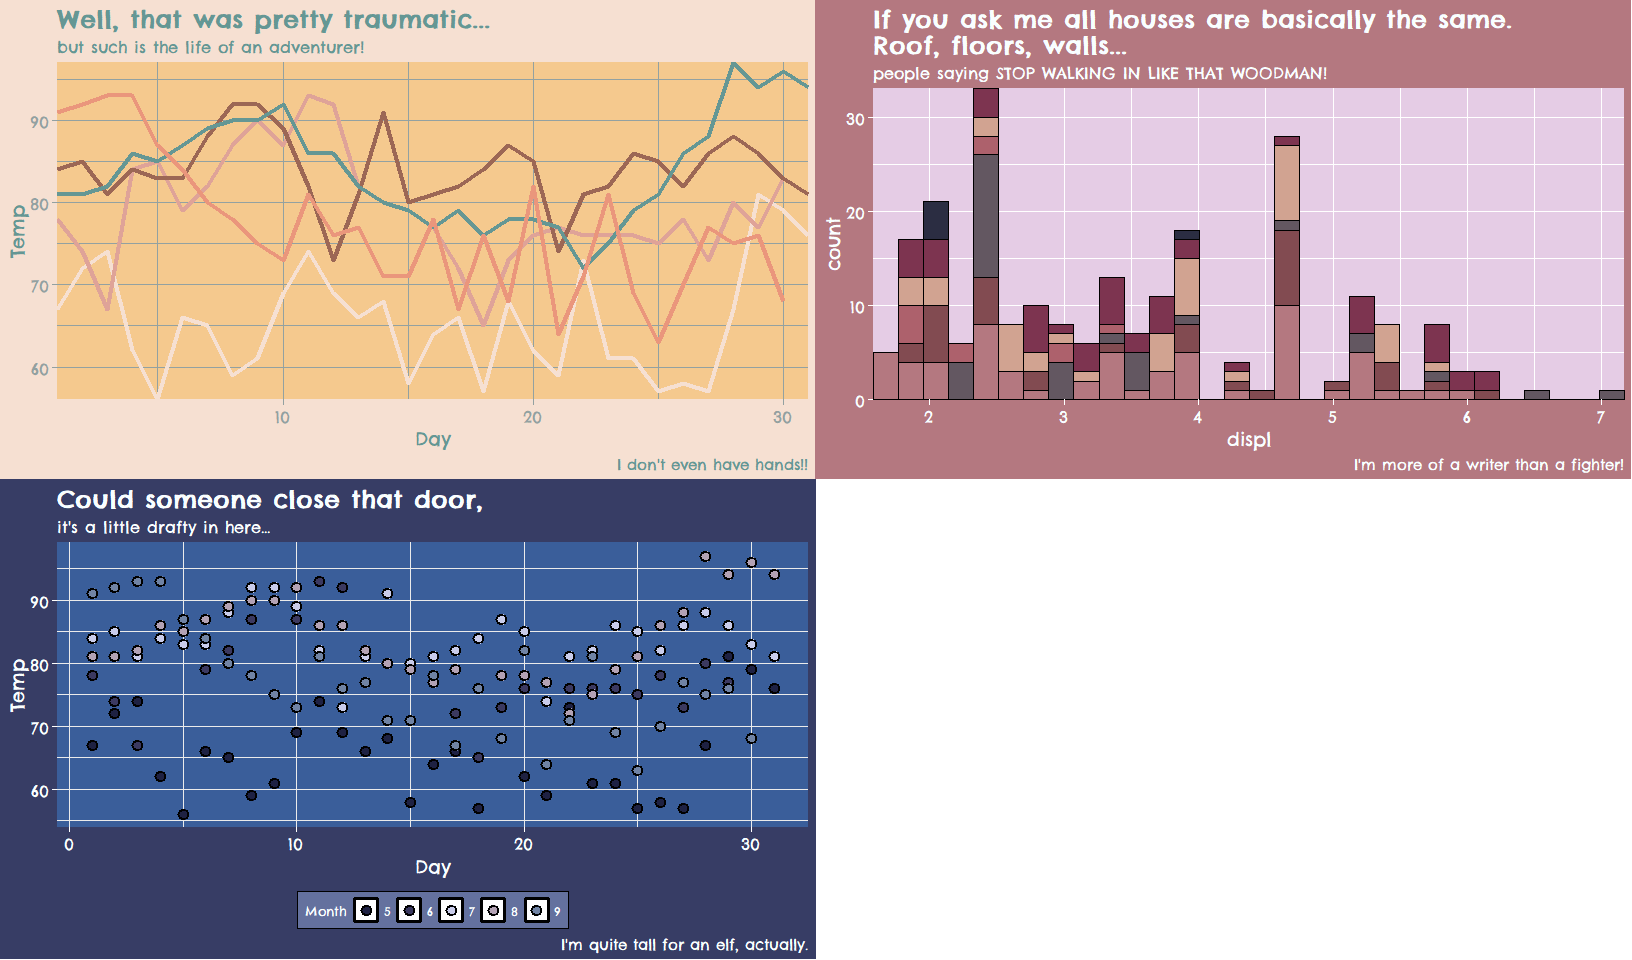 Well, that was pretty traumatic...
but such is the life of an adventurer!
Temp
90
80
70
60
10
20
30
Day
I don't even have hands!!
If you ask me all houses are basically the same.
Roof, floors, walls...
people saying STOP WALKING IN LIKE THAT WOODMAN!
count
30
20
10
0
2
3
4
5
6
7
displ
I'm more of a writer than a fighter!
Could someone close that door,
it's a little drafty in here...
Temp
90
80
70
60
0
10
20
30
Day
Month 5 6 7 8 9
I'm quite tall for an elf, actually.